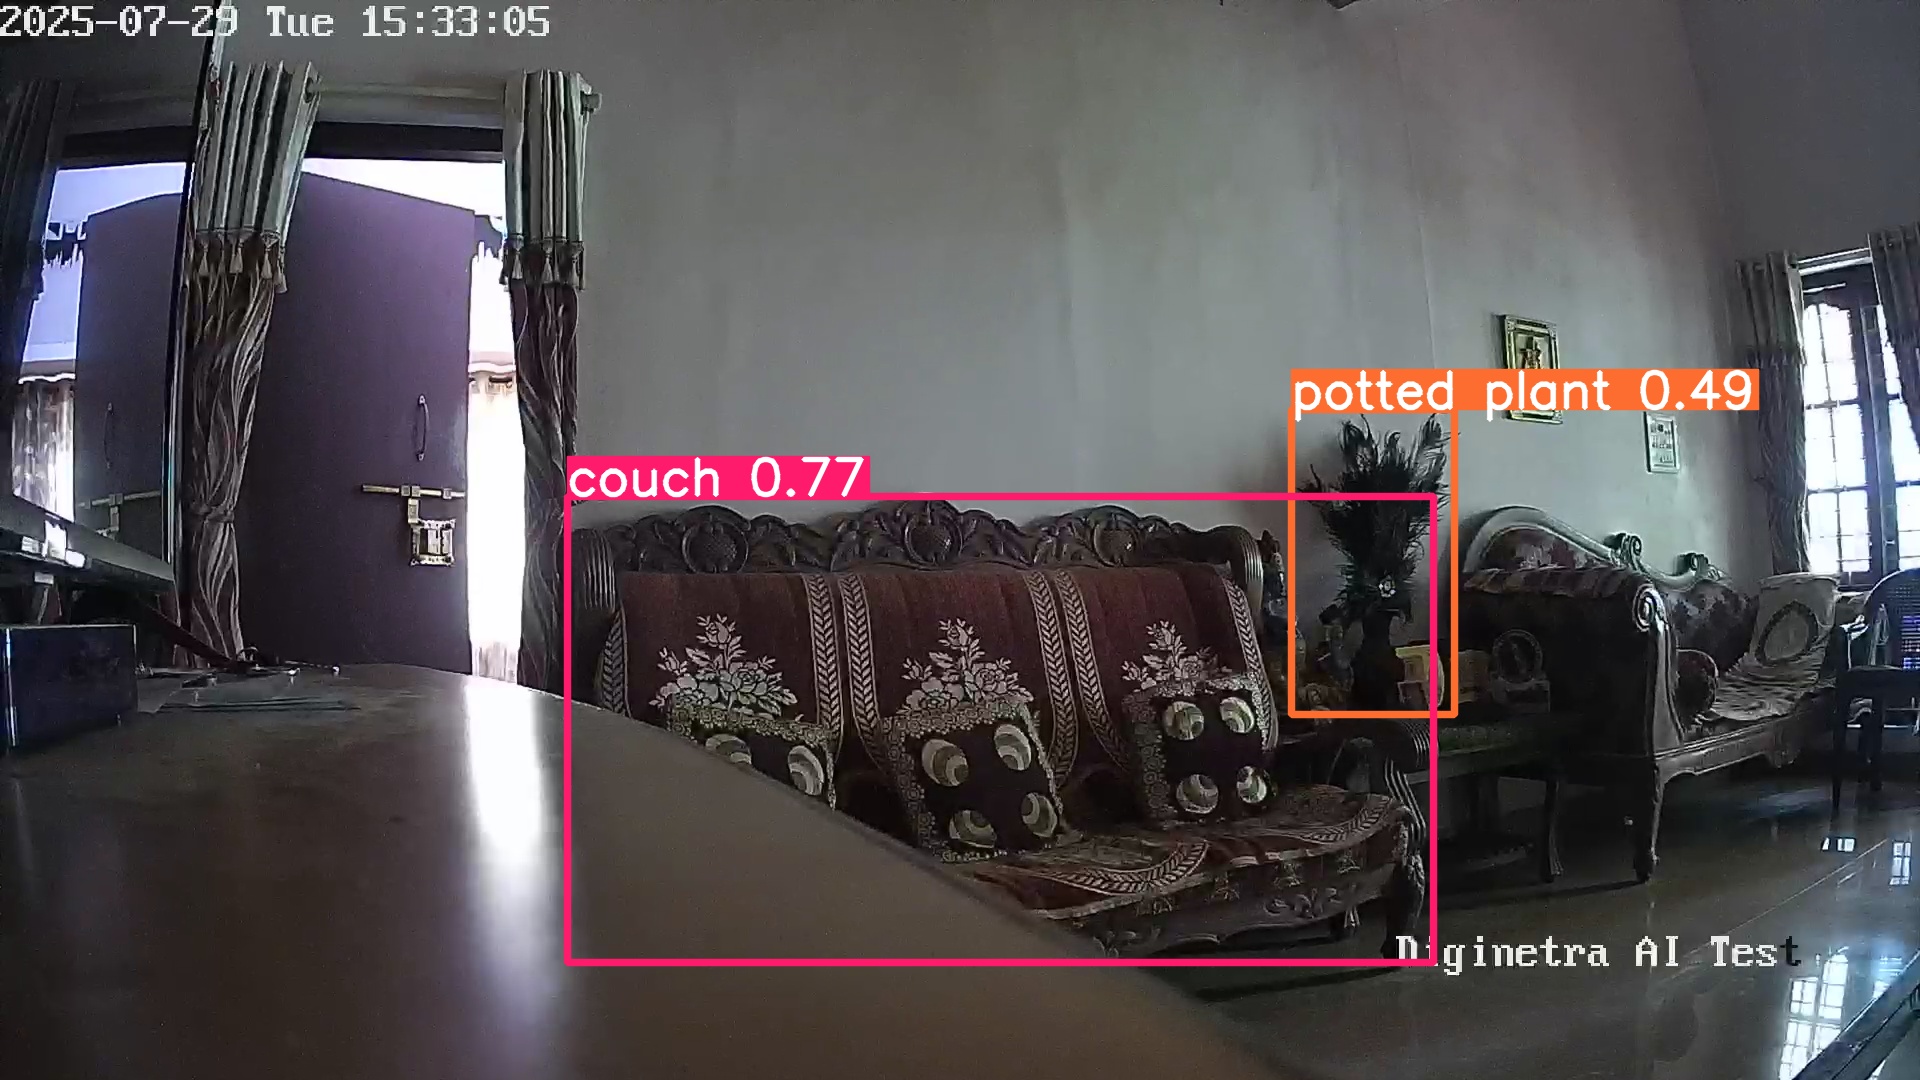 2025-07-29 Tue 15:33:05
potted plant 0.49
couch 0.77
Diginetra AI Test